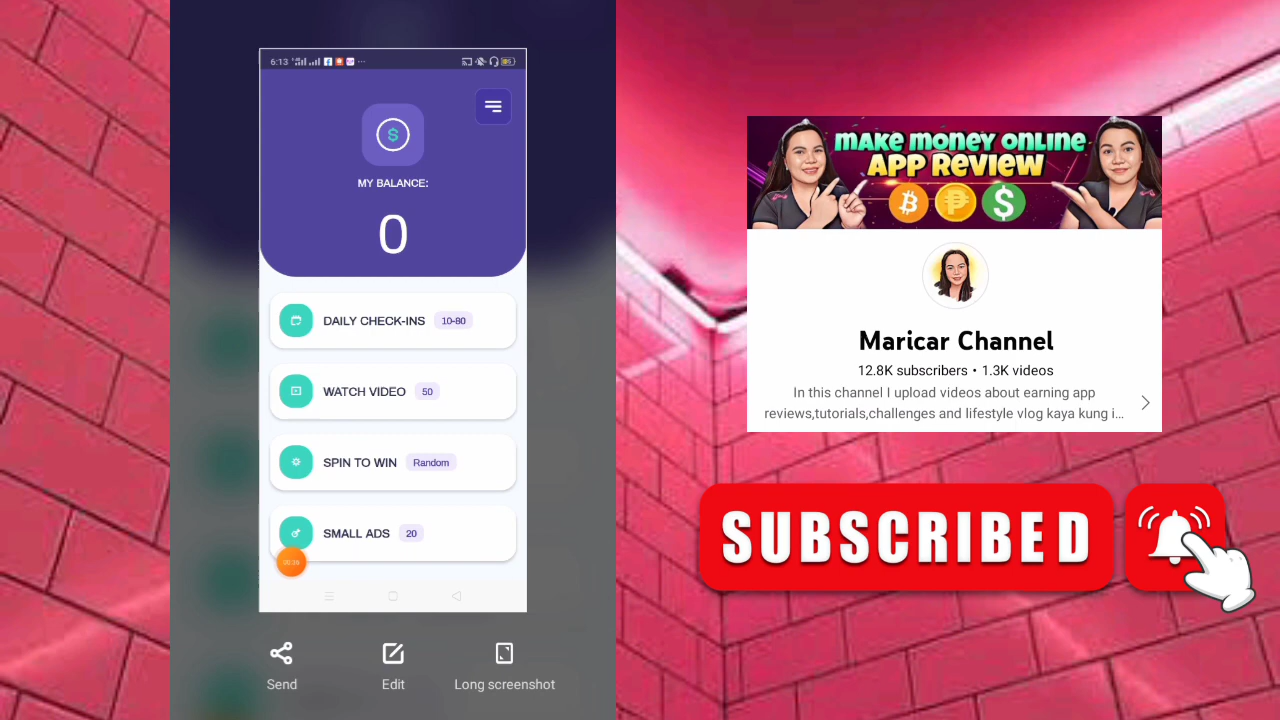 6:13
MY BALANCE:
0
DAILY CHECK-INS 10-80
WATCH VIDEO 50
SPIN TO WIN Random
SMALL ADS 20
Send
Edit
Long screenshot
MAKE MONEY ONLINE
APP REVIEW
Maricar Channel
12.8K subscribers • 1.3K videos
In this channel I upload videos about earning app
reviews,tutorials,challenges and lifestyle vlog kaya kung i...
SUBSCRIBED